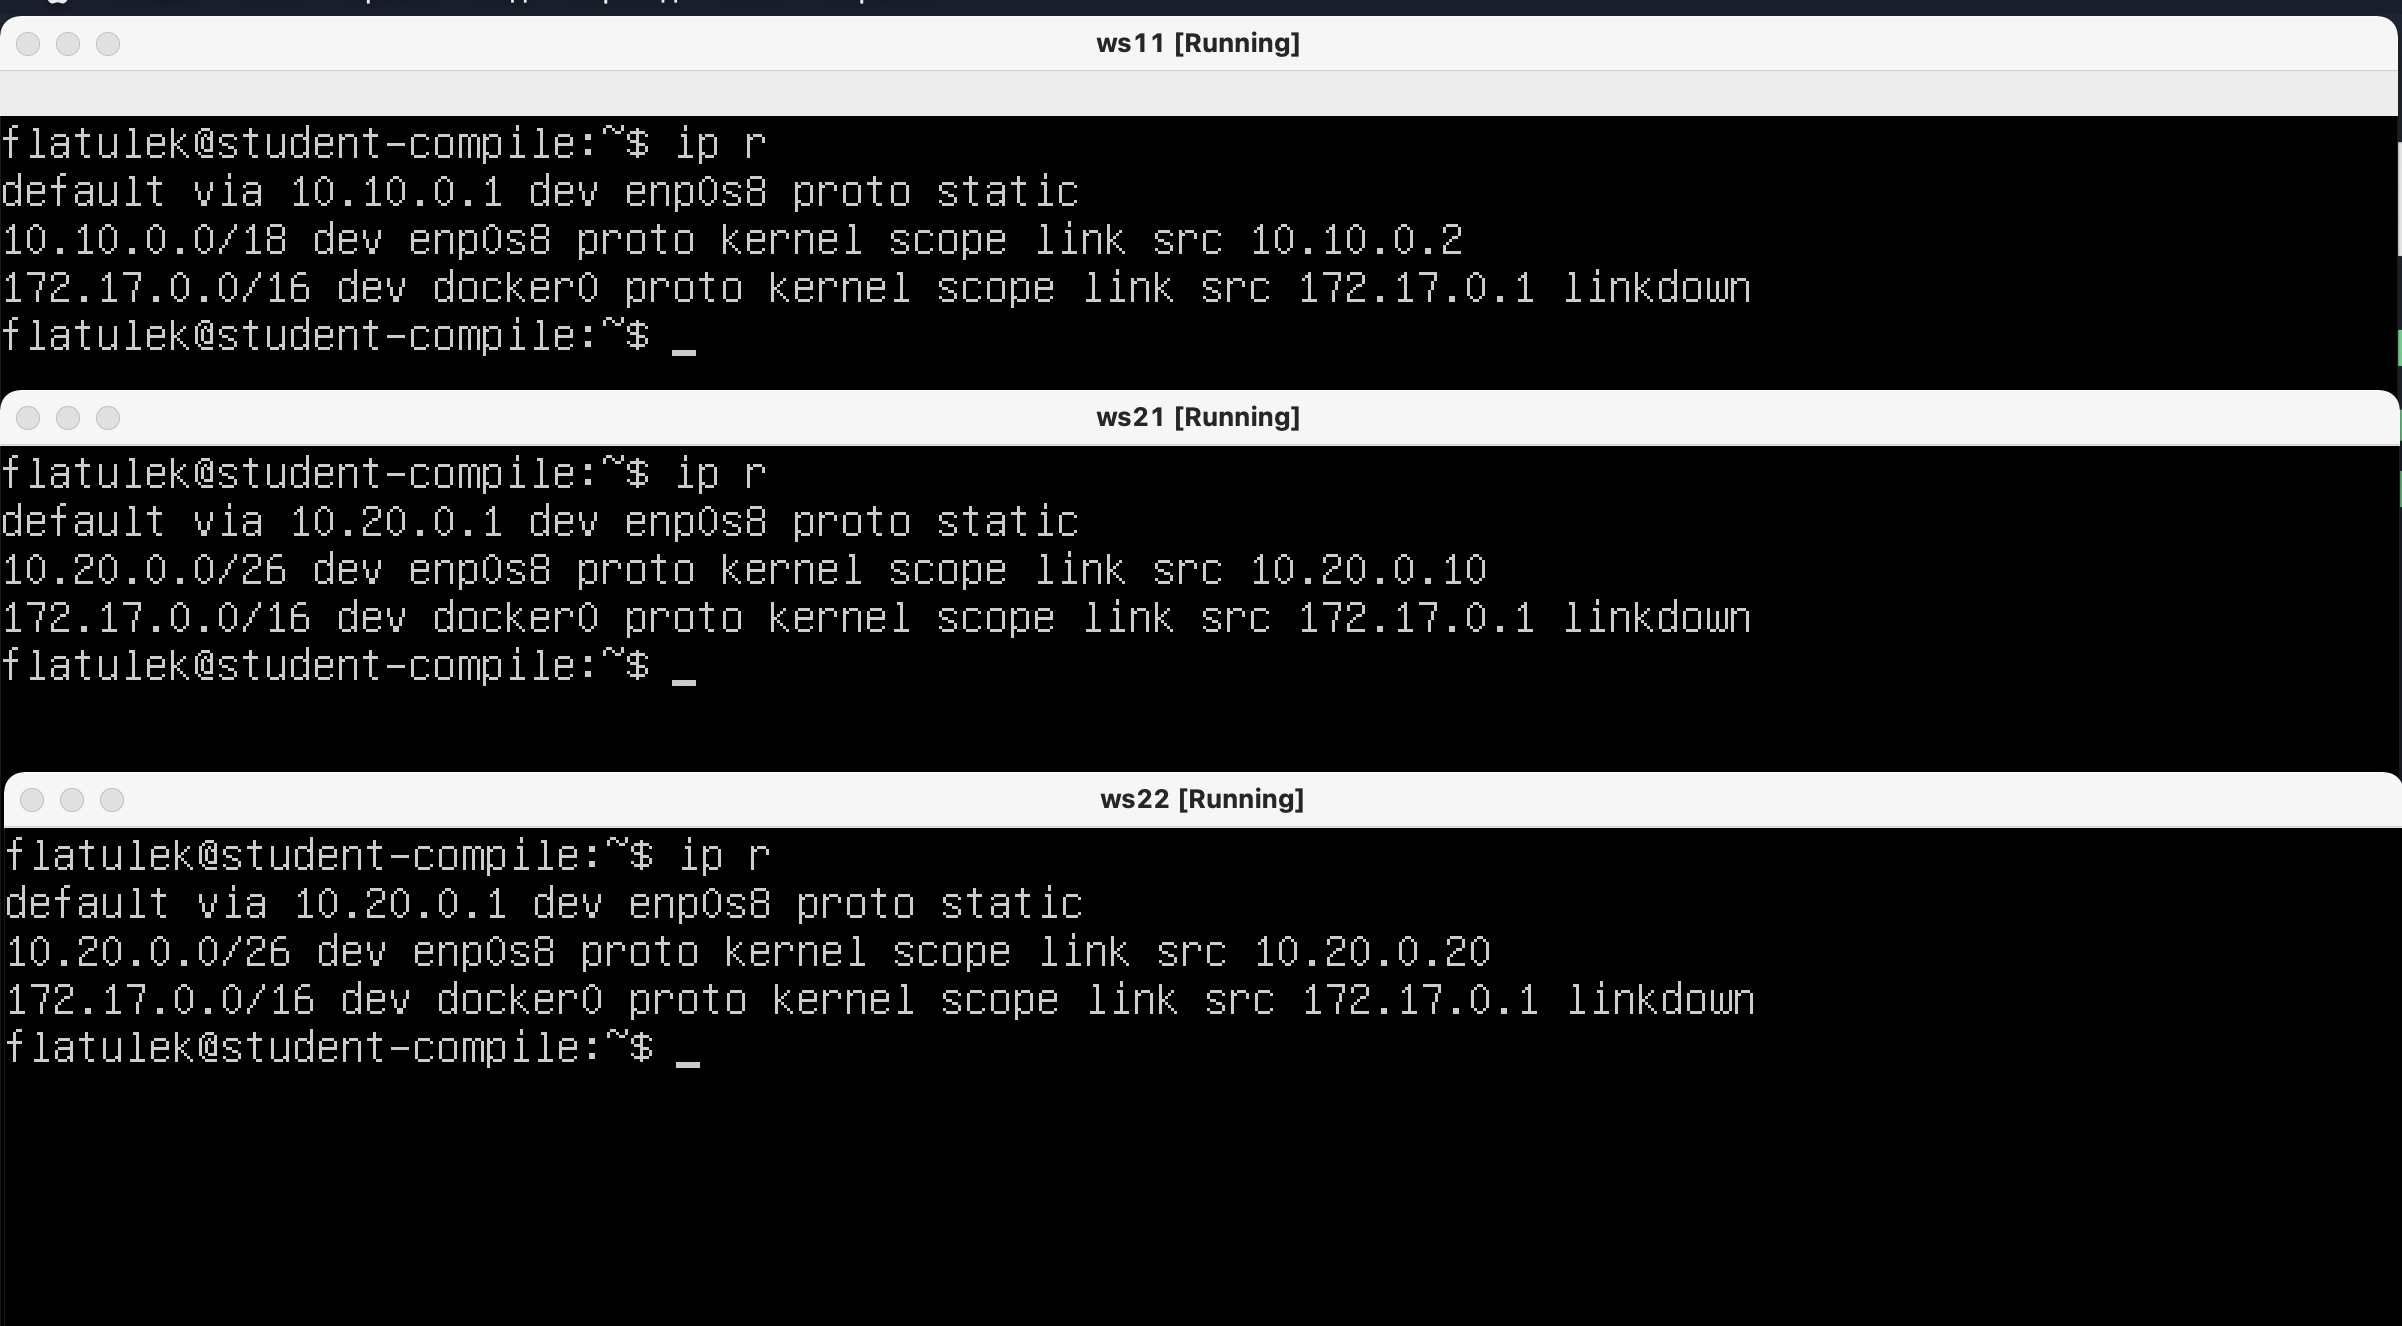 ws11 [Running]
flatulek@student-compile:~$ ip r
default via 10.10.0.1 dev enp0s8 proto static
10.10.0.0/18 dev enp0s8 proto kernel scope link src 10.10.0.2
172.17.0.0/16 dev docker0 proto kernel scope link src 172.17.0.1 linkdown
flatulek@student-compile:~$ _
ws21 [Running]
flatulek@student-compile:~$ ip r
default via 10.20.0.1 dev enp0s8 proto static
10.20.0.0/26 dev enp0s8 proto kernel scope link src 10.20.0.10
172.17.0.0/16 dev docker0 proto kernel scope link src 172.17.0.1 linkdown
flatulek@student-compile:~$ _
ws22 [Running]
flatulek@student-compile:~$ ip r
default via 10.20.0.1 dev enp0s8 proto static
10.20.0.0/26 dev enp0s8 proto kernel scope link src 10.20.0.20
172.17.0.0/16 dev docker0 proto kernel scope link src 172.17.0.1 linkdown
flatulek@student-compile:~$ _